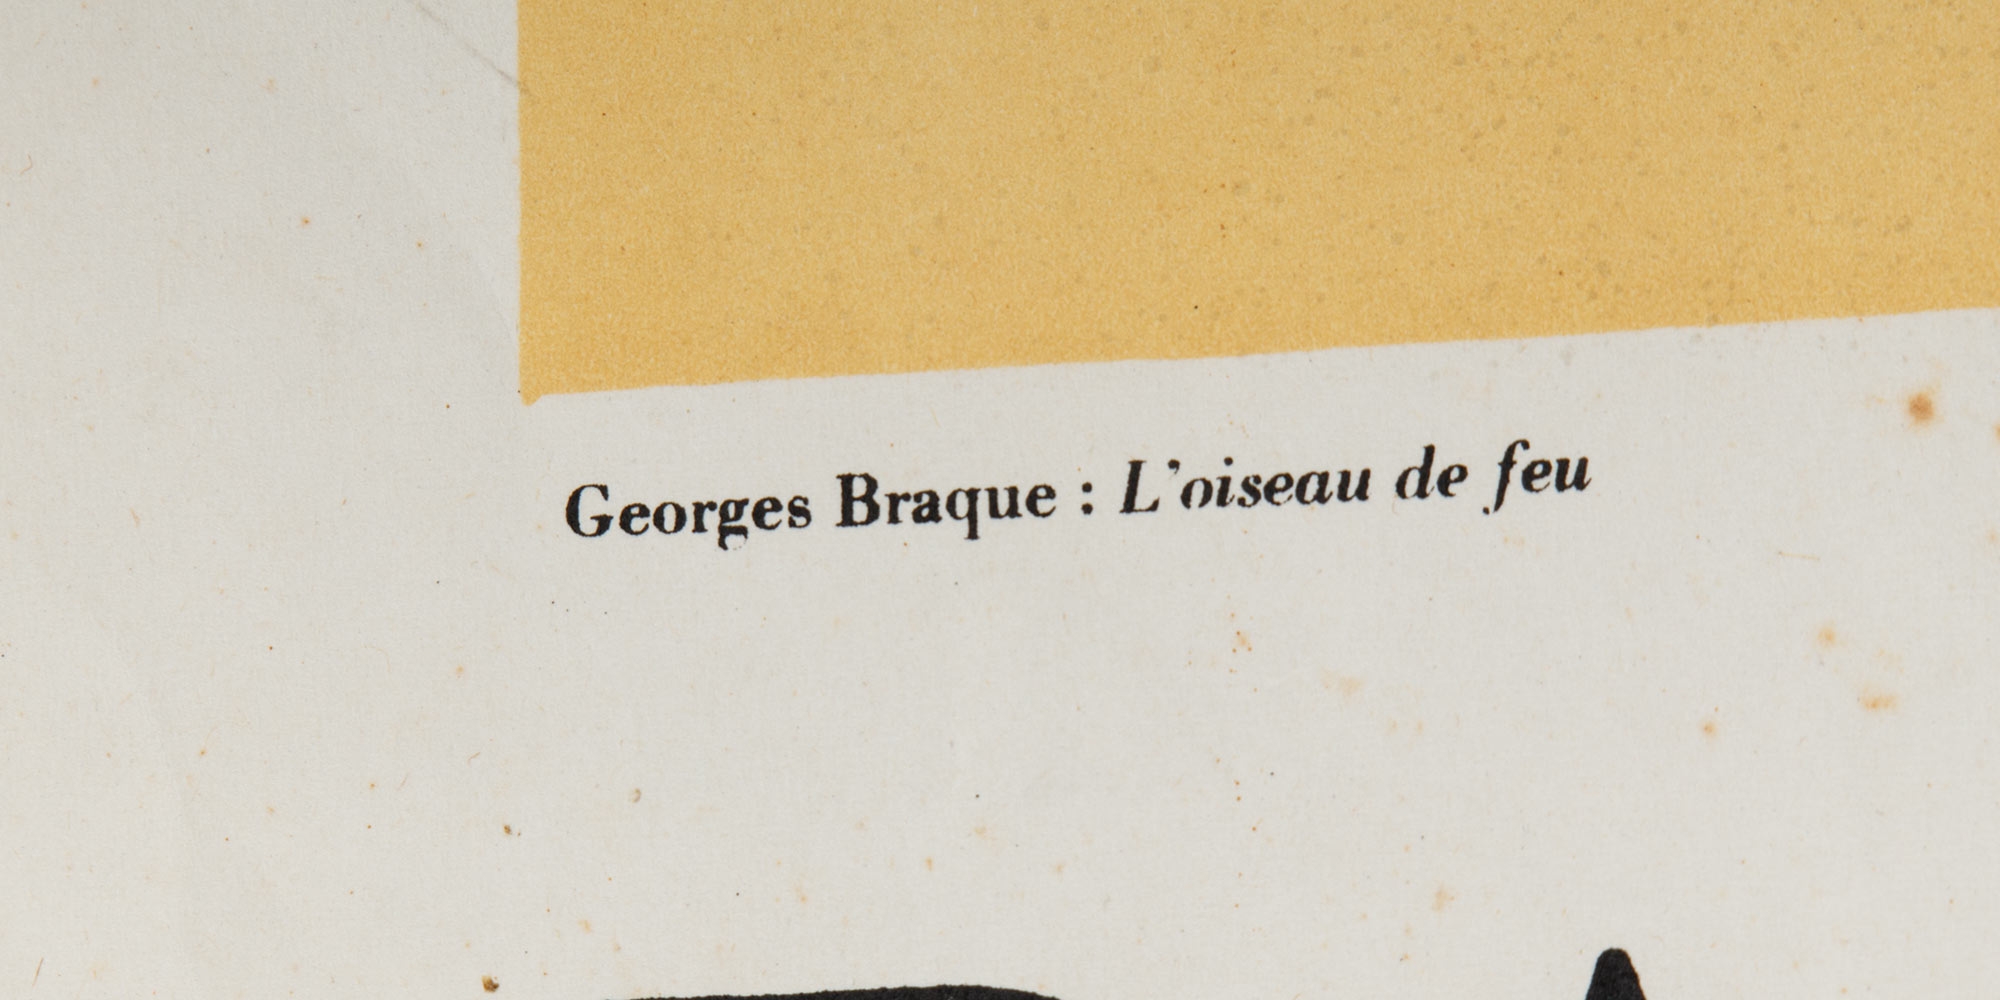 Georges Braque : L'oiseau de feu